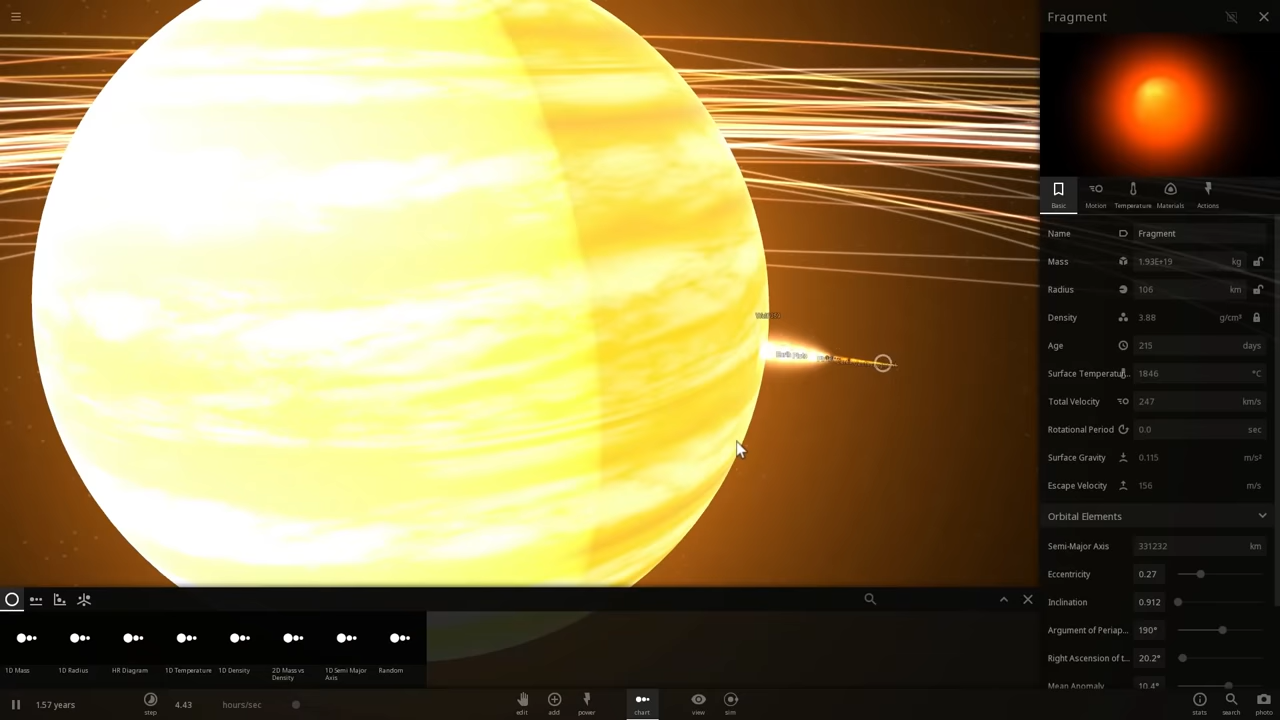 Fragment
Basic
Motion
Temperature
Materials
Actions
Name Fragment
Mass 1.93E+19 kg
Radius 106 km
Density 3.88 g/cm³
Age 215 days
Surface Temperatur... 1846 °C
Total Velocity 247 km/s
Rotational Period 0.0 sec
Surface Gravity 0.115 m/s²
Escape Velocity 156 m/s
Orbital Elements
Semi-Major Axis 331232 km
Eccentricity 0.27
Inclination 0.912
Argument of Periap... 190°
Right Ascension of t... 20.2°
Mean Anomaly 10.4°
1D Mass
1D Radius
HR Diagram
1D Temperature
1D Density
2D Mass vs
Density
1D Semi Major
Axis
Random
1.57 years
step
4.43 hours/sec
edit
add
power
chart
view
sim
stats
search
photo